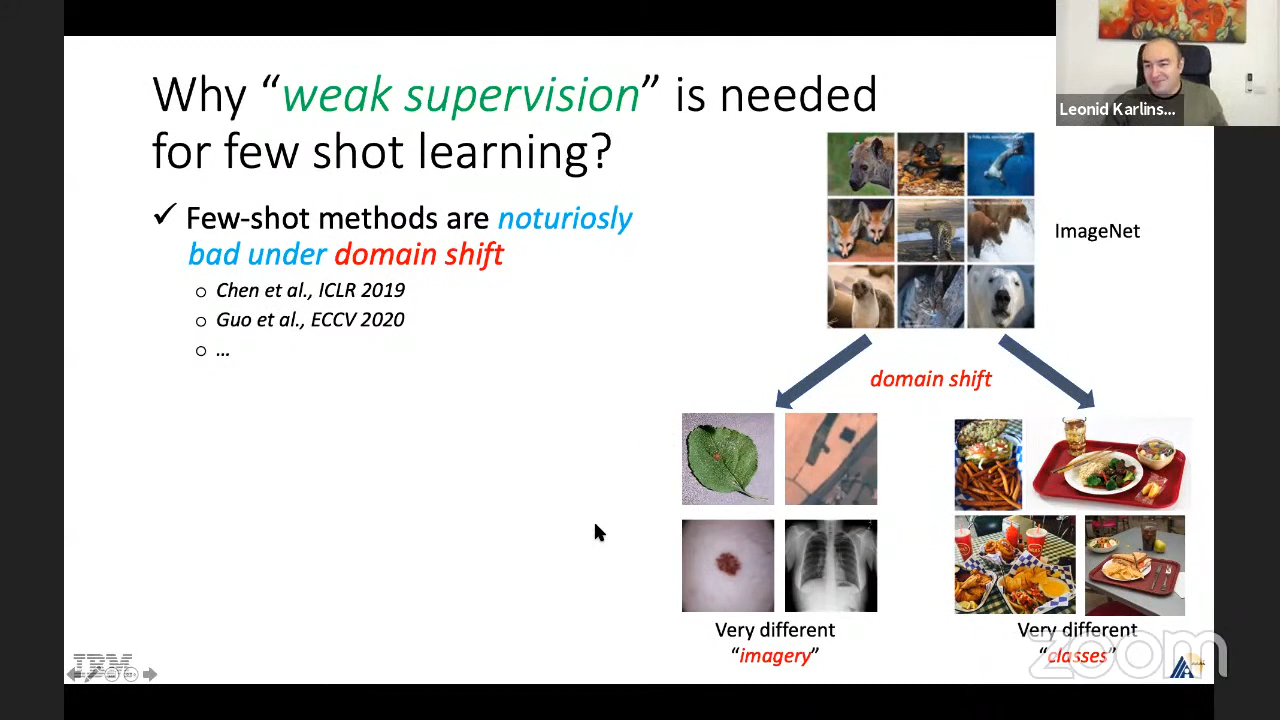 Why “weak supervision” is needed
for few shot learning?
Leonid Karlins...
✓ Few-shot methods are noturiosly
bad under domain shift
o Chen et al., ICLR 2019
o Guo et al., ECCV 2020
o ...
ImageNet
domain shift
Very different
“imagery”
Very different
“classes”
zoom
IBM